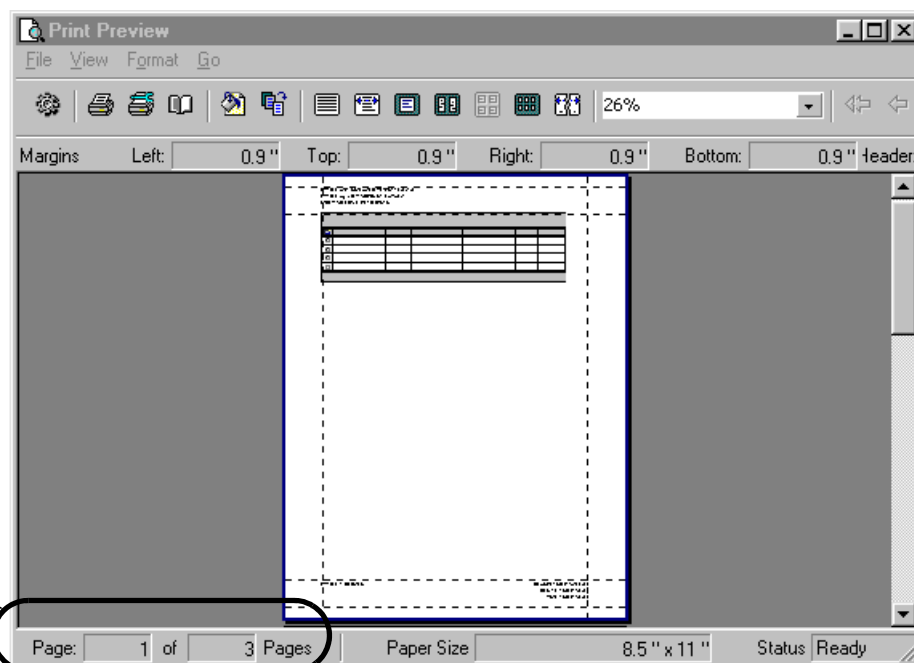 Print Preview
File View Format Go
26%
Margins Left: 0.9 " Top: 0.9 " Right: 0.9 " Bottom: 0.9 " Header
Page: 1 of 3 Pages Paper Size 8.5 " x 11 " Status Ready